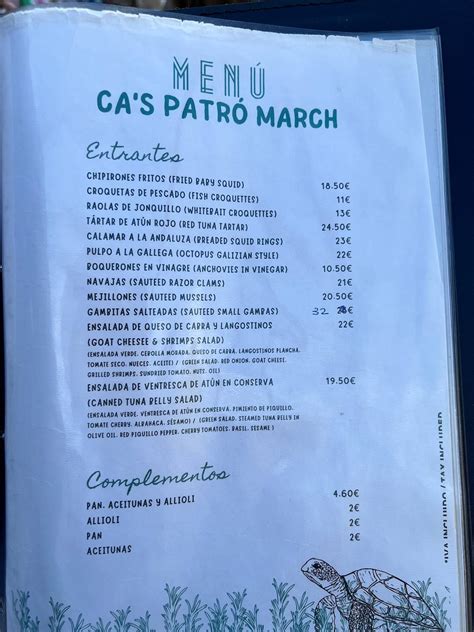 MENÚ
CA'S PATRÓ MARCH
Entrantes
CHIPIRONES FRITOS (FRIED BABY SQUID) 18.50€
CROQUETAS DE PESCADO (FISH CROQUETTES) 11€
RAOLAS DE JONQUILLO (WHITEBAIT CROQUETTES) 13€
TÁRTAR DE ATÚN ROJO (RED TUNA TARTAR) 24.50€
CALAMAR A LA ANDALUZA (BREADED SQUID RINGS) 23€
PULPO A LA GALLEGA (OCTOPUS GALIZIAN STYLE) 22€
BOQUERONES EN VINAGRE (ANCHOVIES IN VINEGAR) 10.50€
NAVAJAS (SAUTEED RAZOR CLAMS) 21€
MEJILLONES (SAUTEED MUSSELS) 20.50€
GAMBITAS SALTEADAS (SAUTEED SMALL GAMBAS) 32 €
ENSALADA DE QUESO DE CABRA Y LANGOSTINOS 22€
(GOAT CHEESEE & SHRIMPS SALAD)
(ENSALADA VERDE. CEBOLLA MORADA. QUESO DE CABRA. LANGOSTINOS PLANCHA.
TOMATE SECO. NUECES. ACEITE) / (GREEN SALAD. RED ONION. GOAT CHEESE.
GRILLED SHRIMPS. SUNDRIED TOMATO. NUTS. OIL)
ENSALADA DE VENTRESCA DE ATÚN EN CONSERVA 19.50€
(CANNED TUNA BELLY SALAD)
(ENSALADA VERDE. VENTRESCA DE ATÚN EN CONSERVA. PIMIENTO DE PIQUILLO.
TOMATE CHERRY. ALBAHACA. SÉSAMO) / (GREEN SALAD. STEAMED TUNA BELLY IN
OLIVE OIL. RED PIQUILLO PEPPER. CHERRY TOMATOES. BASIL. SESAME)
Complementos
PAN. ACEITUNAS Y ALLIOLI 4.60€
ALLIOLI 2€
PAN 2€
ACEITUNAS 2€
*IVA INCLUIDO / TAX INCLUDED